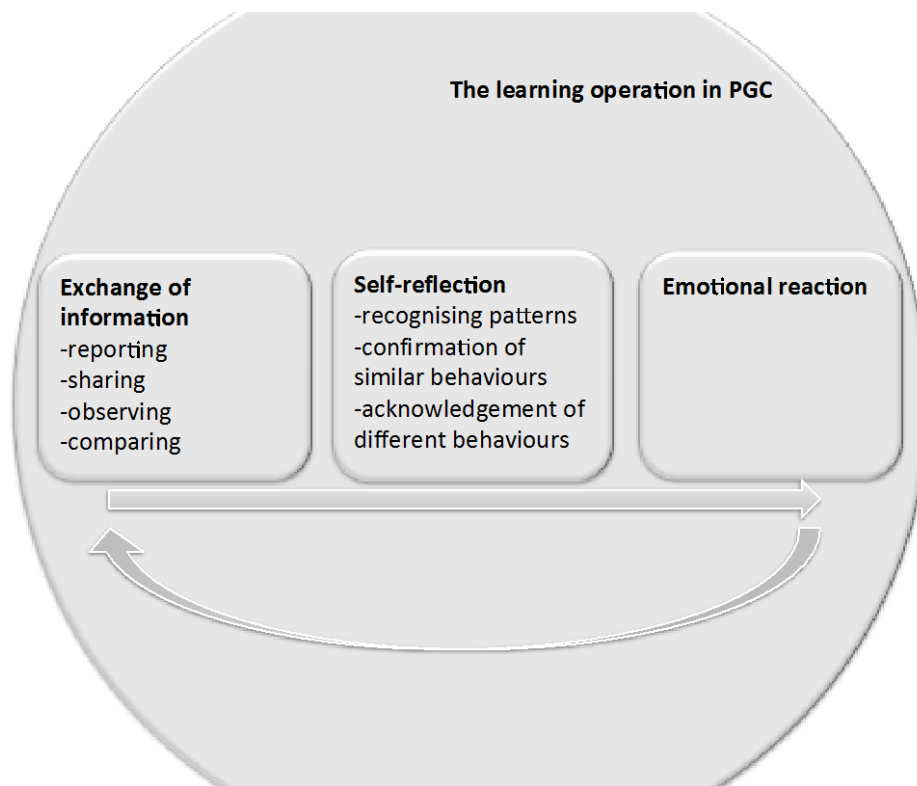 The learning operation in PGC
Exchange of
information
-reporting
-sharing
-observing
-comparing
Self-reflection
-recognising patterns
-confirmation of
similar behaviours
-acknowledgement of
different behaviours
Emotional reaction